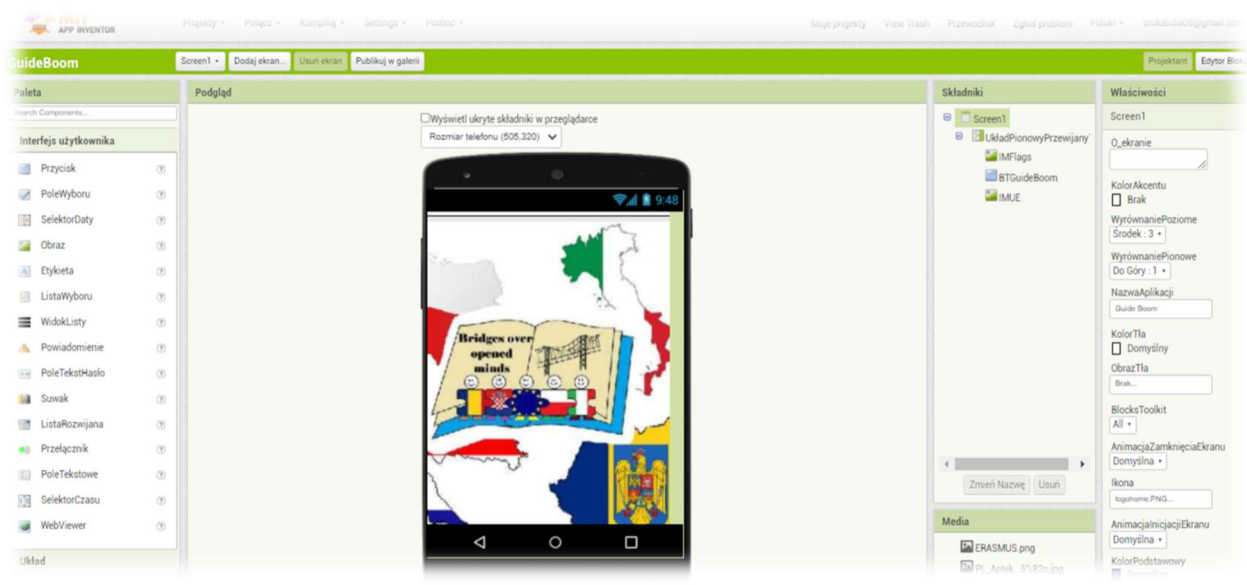 MIT
APP INVENTOR
Projekty
Połącz
Kompiluj
Settings
Pomoc
Moje projekty
View Trash
Przewodnik
Zgłoś problem
Polski
GuideBoom
Screen1
Dodaj ekran...
Usuń ekran
Publikuj w galerii
Projektant
Edytor Blok
Paleta
Search Components...
Interfejs użytkownika
Przycisk
PoleWyboru
SelektorDaty
Obraz
Etykieta
ListaWyboru
WidokListy
Powiadomienie
PoleTekstHasło
Suwak
ListaRozwijana
Przełącznik
PoleTekstowe
SelektorCzasu
WebViewer
Układ
Podgląd
Wyświetl ukryte składniki w przeglądarce
Rozmiar telefonu (505,320)
9:48
Bridges over
opened
minds
Składniki
Screen1
UkładPionowyPrzewijany
IMFlags
BTGuideBoom
IMUE
Zmień Nazwę
Usuń
Media
ERASMUS.png
Właściwości
Screen1
O_ekranie
KolorAkcentu
Brak
WyrównaniePoziome
Środek : 3
WyrównaniePionowe
Do Góry : 1
NazwaAplikacji
Guide Boom
KolorTła
Domyślny
ObrazTła
Brak...
BlocksToolkit
All
AnimacjaZamknięciaEkranu
Domyślna
Ikona
logohome.PNG...
AnimacjaInicjacjiEkranu
Domyślna
KolorPodstawowy
Domyślny